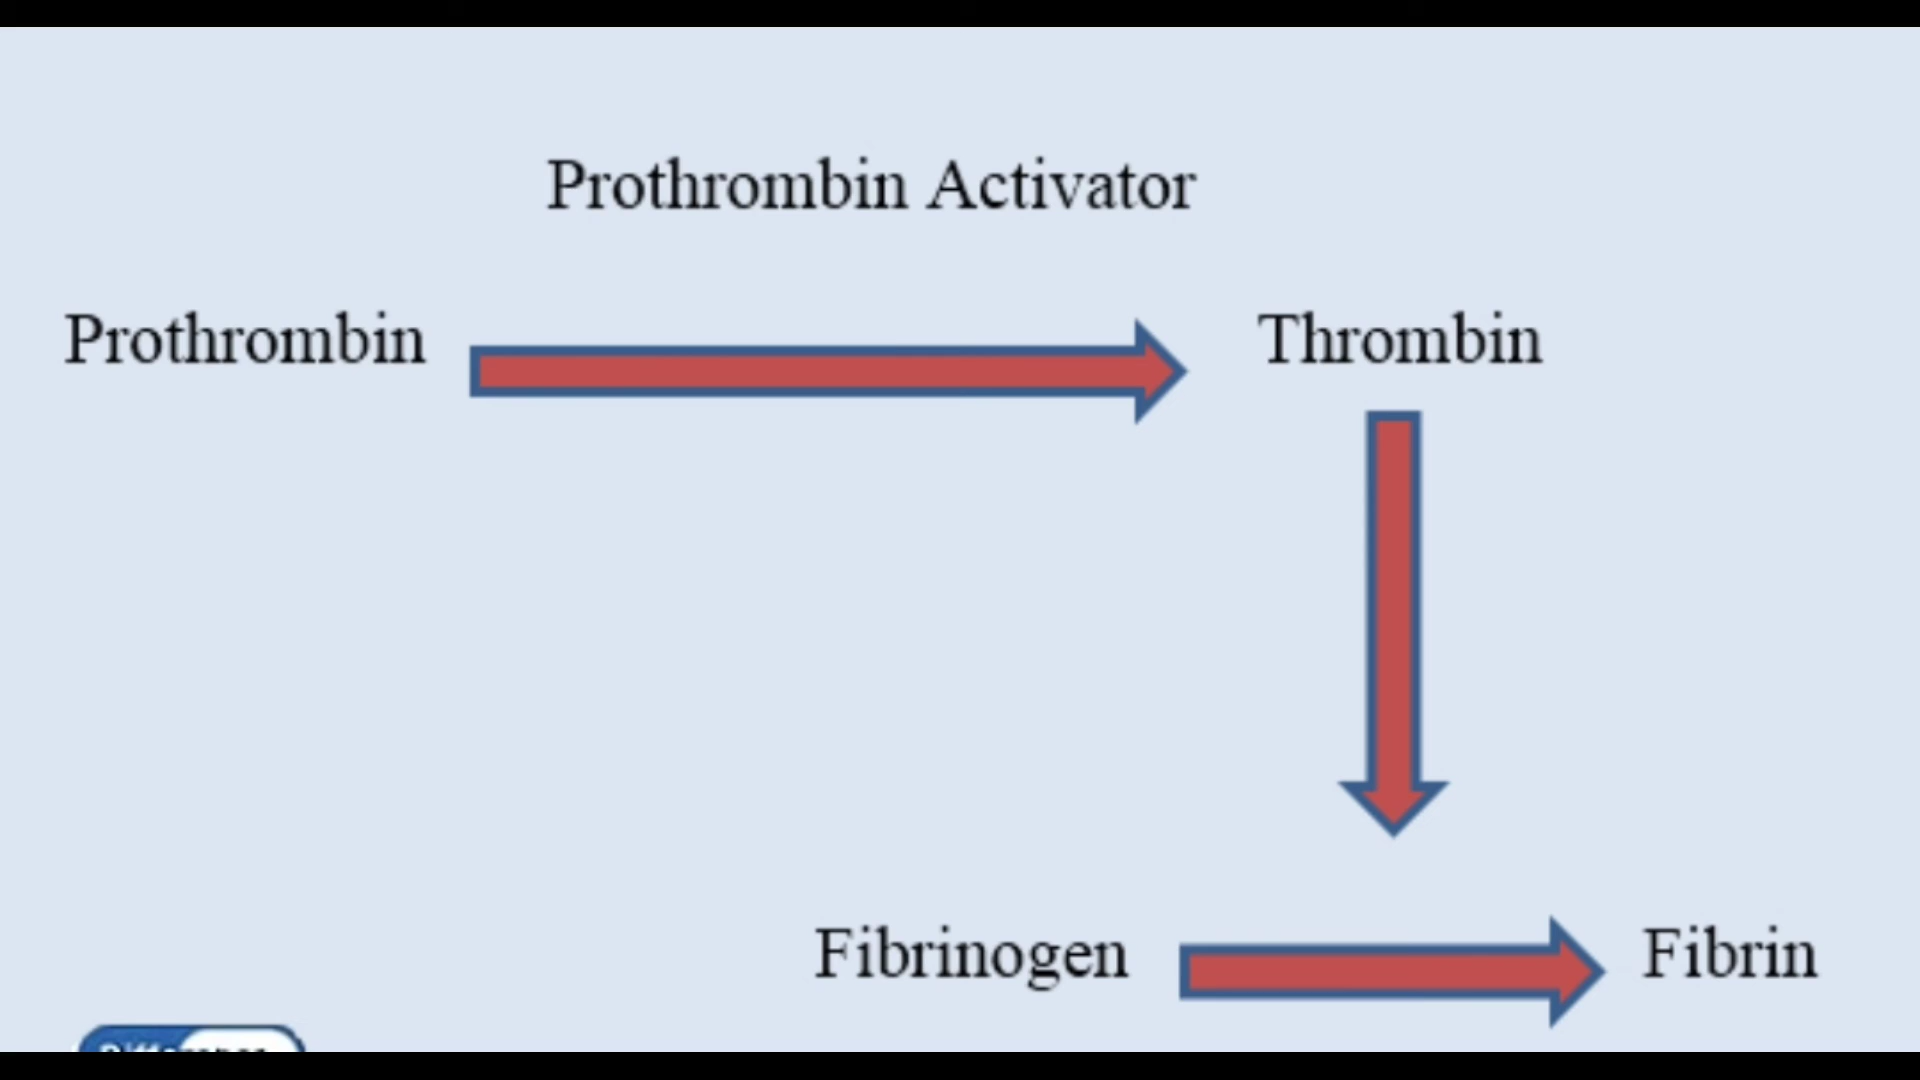 Prothrombin Activator
Prothrombin
Thrombin
Fibrinogen
Fibrin